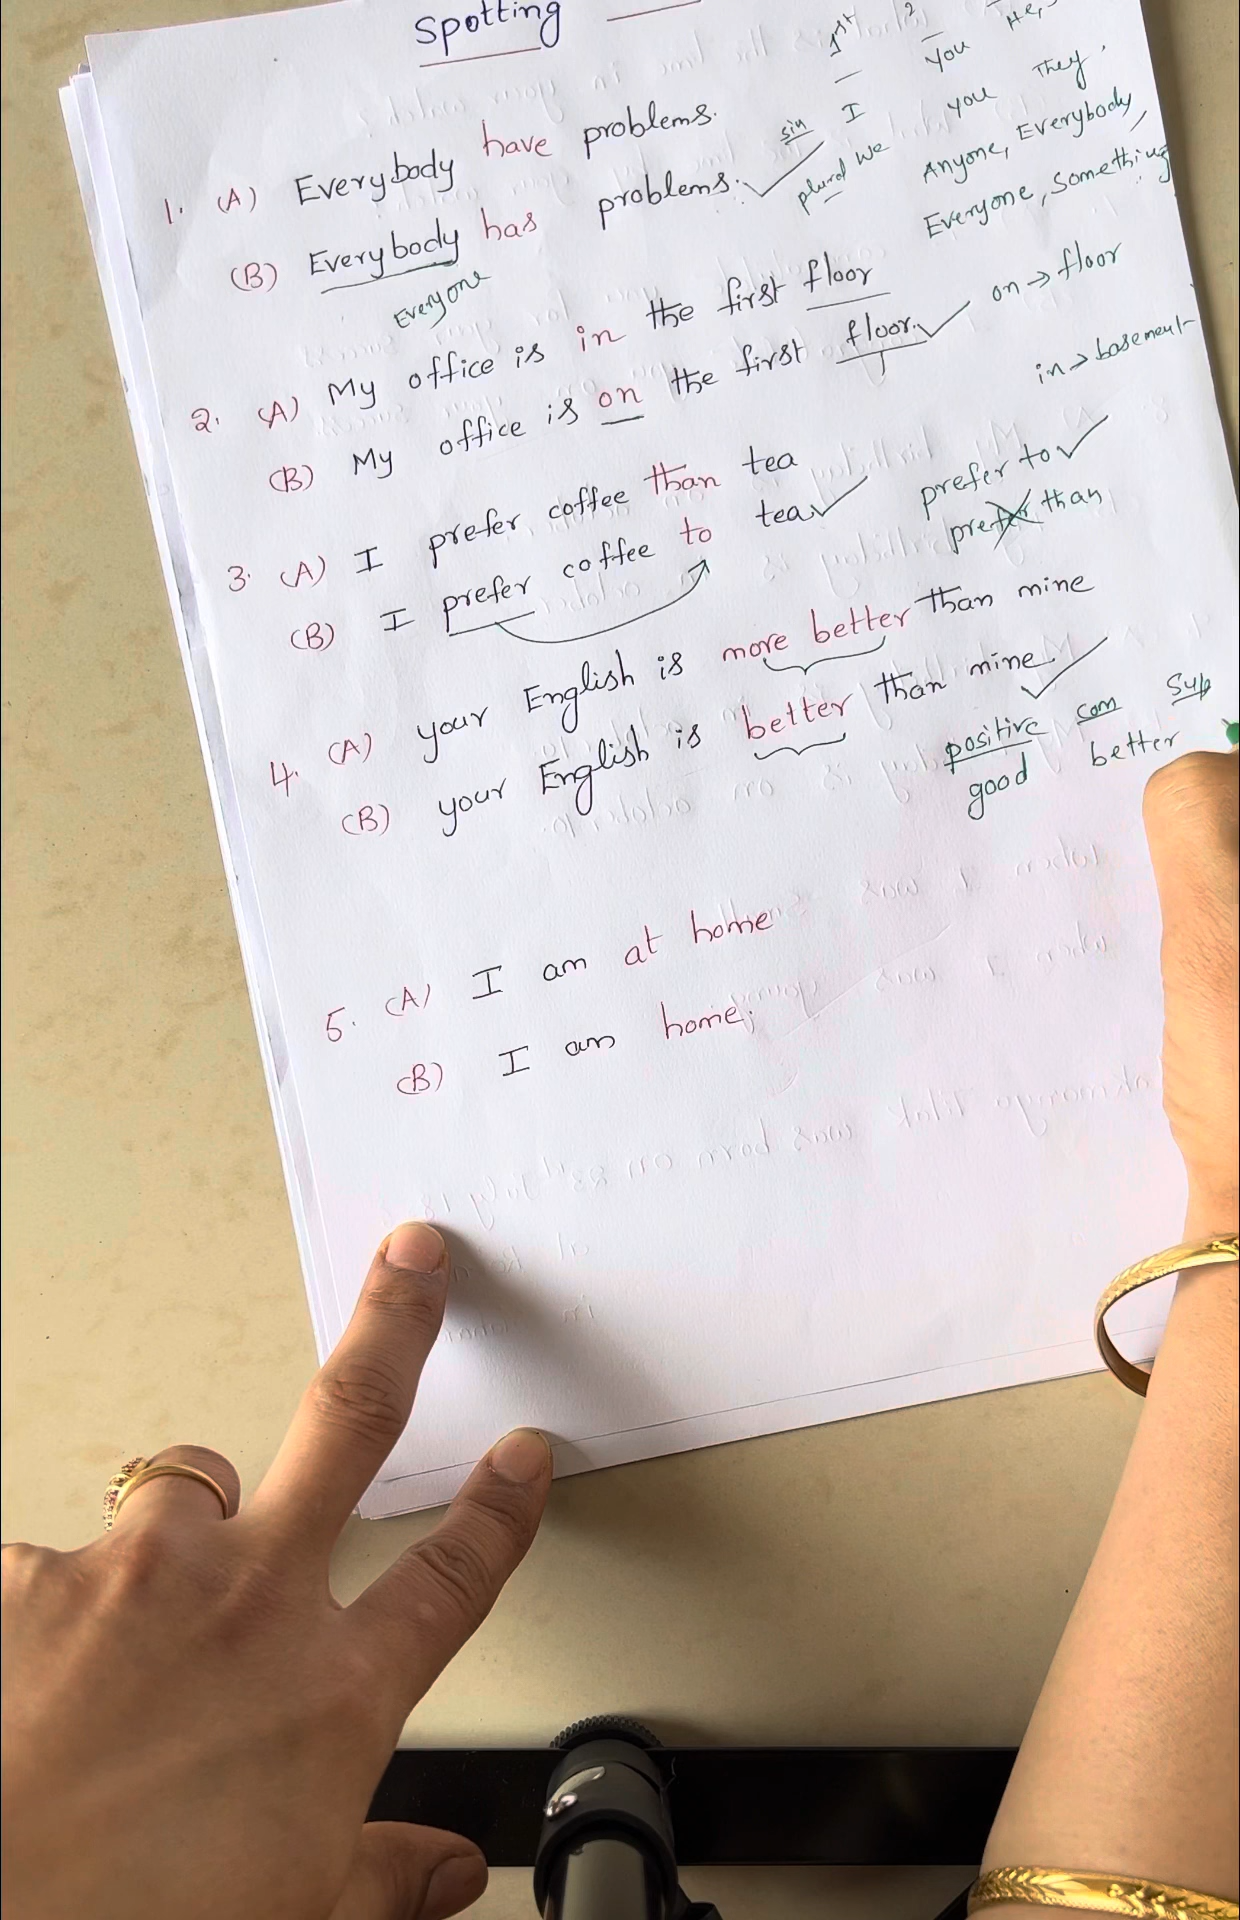 Spotting
1st 2
I You He,
sin
plural We you They.
1. (A) Everybody have problems.
(B) Everybody has problems.
Everyone
Anyone, Everybody,
Everyone, Something
2. (A) My office is in the first floor
(B) My office is on the first floor.
on → floor
in → basement
3. (A) I prefer coffee than tea
(B) I prefer coffee to tea
prefer to
prefer than
4. (A) your English is more better than mine
(B) your English is better than mine
positive com sup
good better
5. (A) I am at home
(B) I am home.